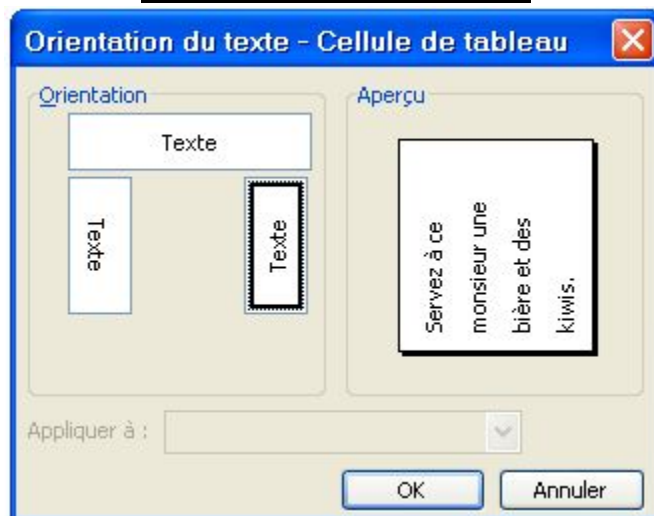 Orientation du texte - Cellule de tableau
Orientation
Texte
Texte
Texte
Aperçu
Servez à ce
monsieur une
bière et des
kiwis.
Appliquer à :
OK
Annuler